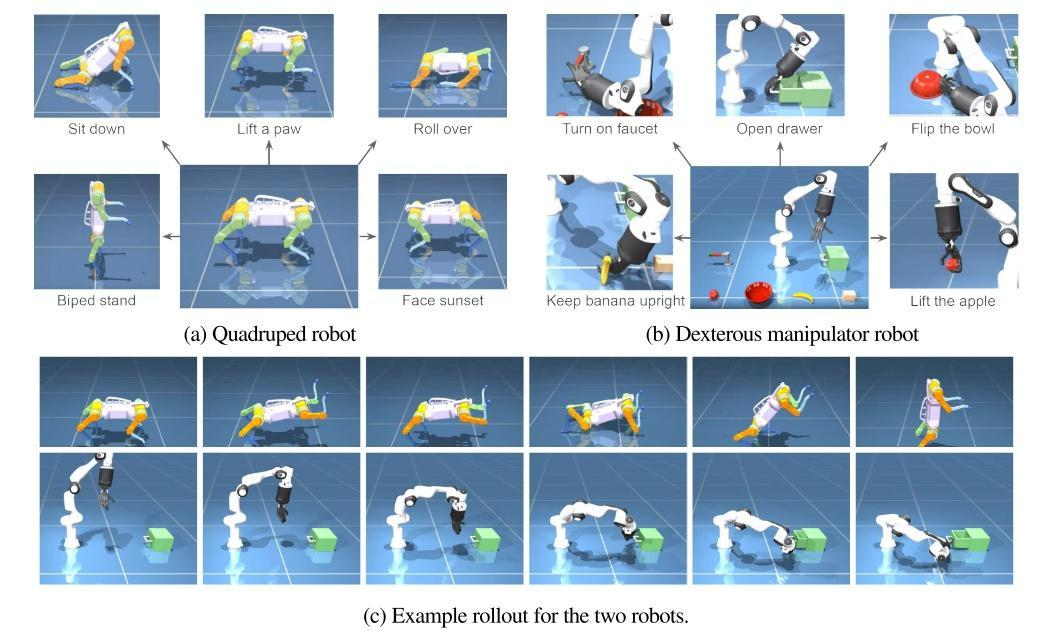 Sit down
Lift a paw
Roll over
Turn on faucet
Open drawer
Flip the bowl
Biped stand
Face sunset
Keep banana upright
Lift the apple
(a) Quadruped robot
(b) Dexterous manipulator robot
(c) Example rollout for the two robots.